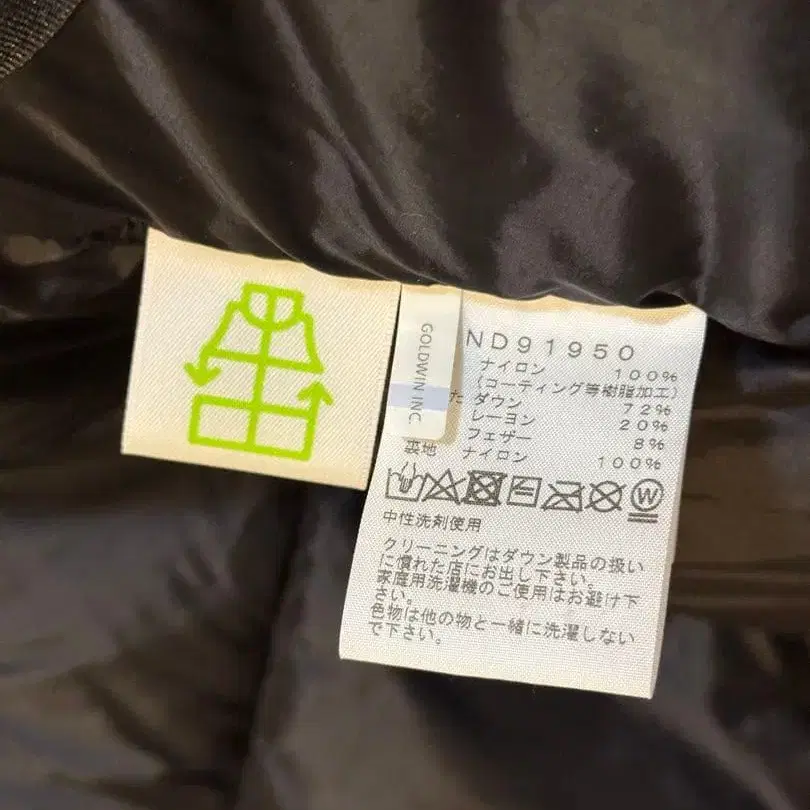 GOLDWIN INC.
ND91950
ナイロン 100%
(コーティング等樹脂加工)
た ダウン 72%
レーヨン 20%
フェザー 8%
裏地 ナイロン 100%
W
中性洗剤使用
クリーニングはダウン製品の扱い
に慣れた店にお出し下さい。
家庭用洗濯機のご使用はお避け下
さい。
色物は他の物と一緒に洗濯しない
で下さい。